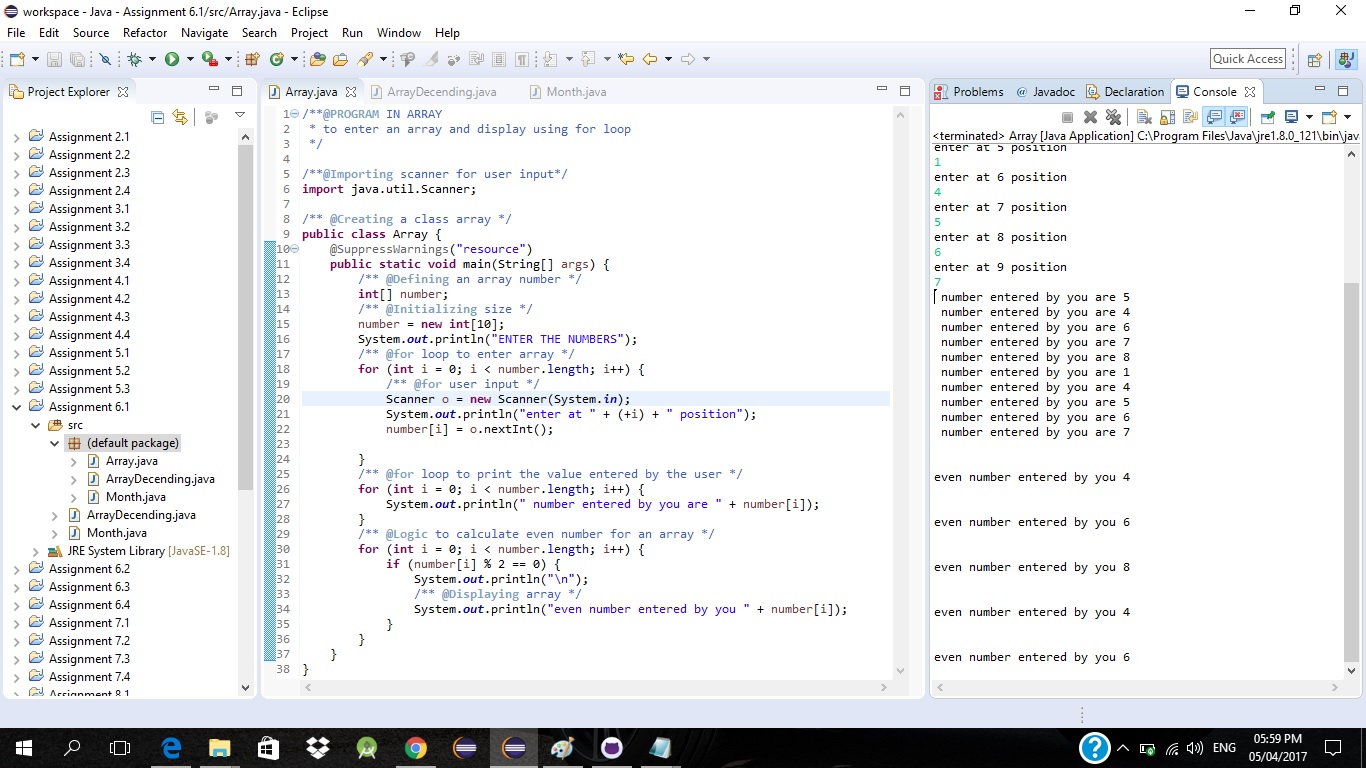 workspace - Java - Assignment 6.1/src/Array.java - Eclipse
File Edit Source Refactor Navigate Search Project Run Window Help
Quick Access
Project Explorer
Assignment 2.1
Assignment 2.2
Assignment 2.3
Assignment 2.4
Assignment 3.1
Assignment 3.2
Assignment 3.3
Assignment 3.4
Assignment 4.1
Assignment 4.2
Assignment 4.3
Assignment 4.4
Assignment 5.1
Assignment 5.2
Assignment 5.3
Assignment 6.1
src
(default package)
Array.java
ArrayDecending.java
Month.java
ArrayDecending.java
Month.java
JRE System Library [JavaSE-1.8]
Assignment 6.2
Assignment 6.3
Assignment 6.4
Assignment 7.1
Assignment 7.2
Assignment 7.3
Assignment 7.4
Assignment 8.1
Array.java ArrayDecending.java Month.java
1 /**@PROGRAM IN ARRAY
2 * to enter an array and display using for loop
3 */
4
5 /**@Importing scanner for user input*/
6 import java.util.Scanner;
7
8 /** @Creating a class array */
9 public class Array {
10 @SuppressWarnings("resource")
11 public static void main(String[] args) {
12 /** @Defining an array number */
13 int[] number;
14 /** @Initializing size */
15 number = new int[10];
16 System.out.println("ENTER THE NUMBERS");
17 /** @for loop to enter array */
18 for (int i = 0; i < number.length; i++) {
19 /** @for user input */
20 Scanner o = new Scanner(System.in);
21 System.out.println("enter at " + (+i) + " position");
22 number[i] = o.nextInt();
23
24 }
25 /** @for loop to print the value entered by the user */
26 for (int i = 0; i < number.length; i++) {
27 System.out.println(" number entered by you are " + number[i]);
28 }
29 /** @Logic to calculate even number for an array */
30 for (int i = 0; i < number.length; i++) {
31 if (number[i] % 2 == 0) {
32 System.out.println("\n");
33 /** @Displaying array */
34 System.out.println("even number entered by you " + number[i]);
35 }
36 }
37 }
38 }
Problems @ Javadoc Declaration Console
<terminated> Array [Java Application] C:\Program Files\Java\jre1.8.0_121\bin\jav
enter at 5 position
1
enter at 6 position
4
enter at 7 position
5
enter at 8 position
6
enter at 9 position
7
number entered by you are 5
number entered by you are 4
number entered by you are 6
number entered by you are 7
number entered by you are 8
number entered by you are 1
number entered by you are 4
number entered by you are 5
number entered by you are 6
number entered by you are 7
even number entered by you 4
even number entered by you 6
even number entered by you 8
even number entered by you 4
even number entered by you 6
ENG
05:59 PM
05/04/2017